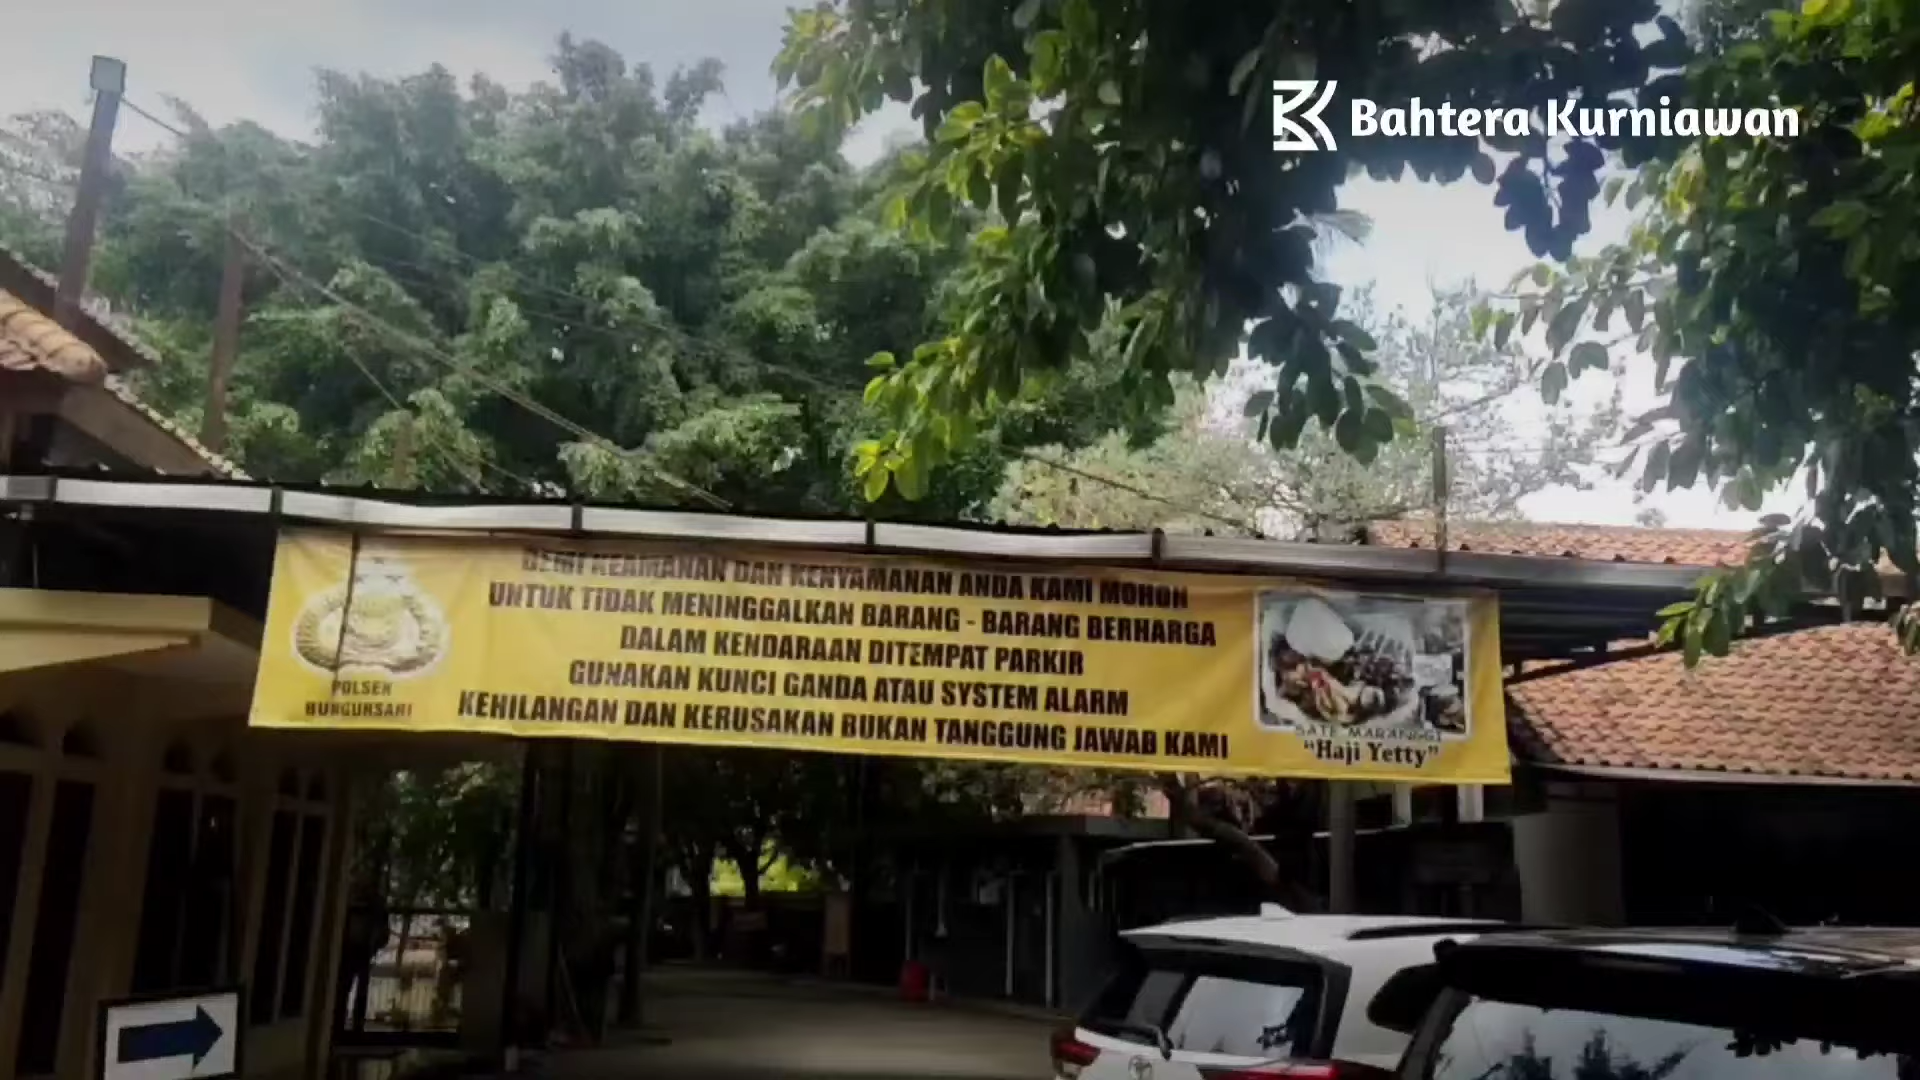 Bahtera Kurniawan
DEMI KEAMANAN DAN KENYAMANAN ANDA KAMI MOHON
UNTUK TIDAK MENINGGALKAN BARANG - BARANG BERHARGA
DALAM KENDARAAN DITEMPAT PARKIR
GUNAKAN KUNCI GANDA ATAU SYSTEM ALARM
KEHILANGAN DAN KERUSAKAN BUKAN TANGGUNG JAWAB KAMI
POLSEK
BUNGURSARI
SATE MARANGGI
"Haji Yetty"